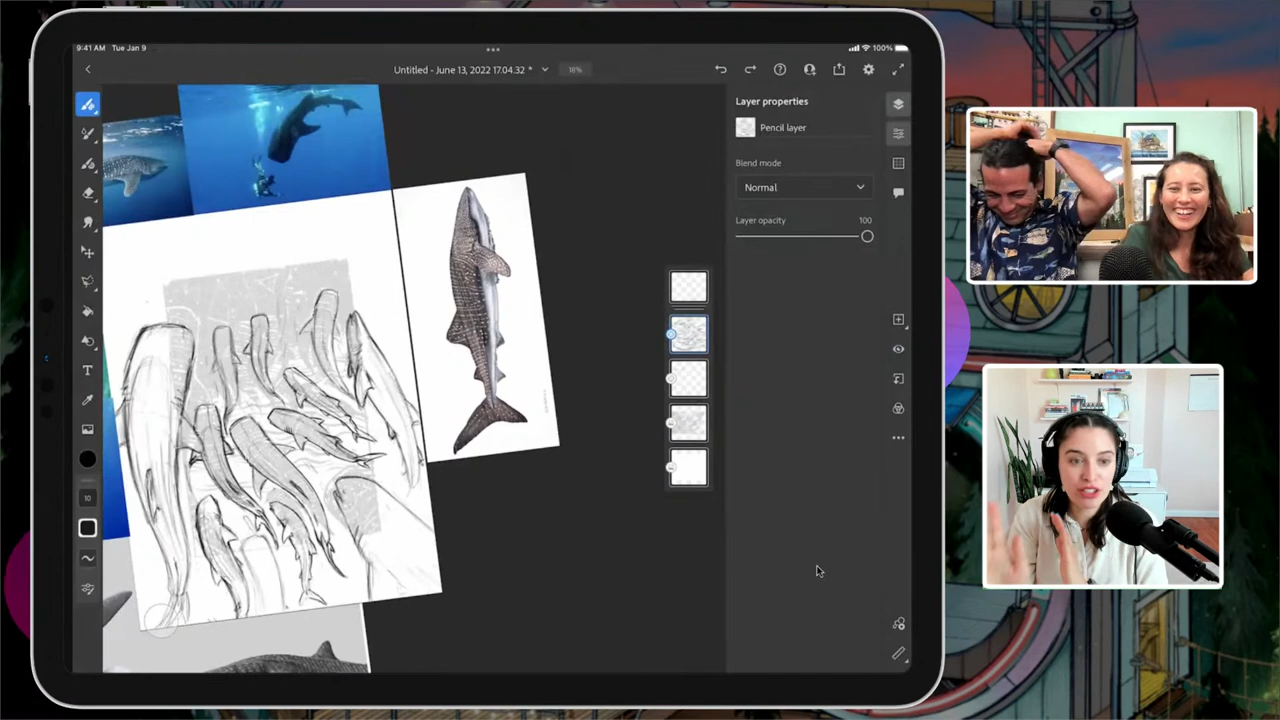 9:41 AM Tue Jan 9
100%
Untitled - June 13, 2022 17.04.32 *
18%
Layer properties
Pencil layer
Blend mode
Normal
Layer opacity
100
T
10